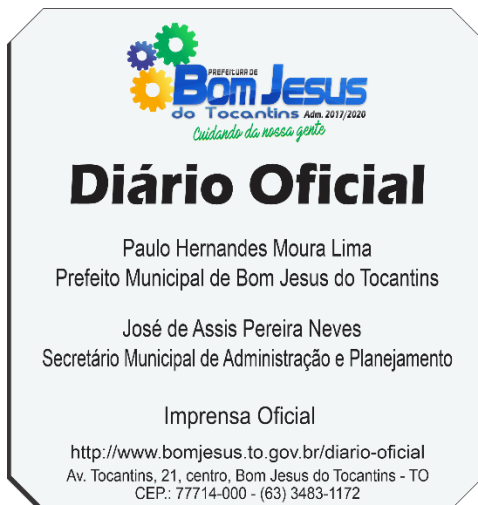 PREFEITURA DE
Bom Jesus
do Tocantins Adm. 2017/2020
Cuidando da nossa gente
Diário Oficial
Paulo Hernandes Moura Lima
Prefeito Municipal de Bom Jesus do Tocantins
José de Assis Pereira Neves
Secretário Municipal de Administração e Planejamento
Imprensa Oficial
http://www.bomjesus.to.gov.br/diario-oficial
Av. Tocantins, 21, centro, Bom Jesus do Tocantins - TO
CEP.: 77714-000 - (63) 3483-1172